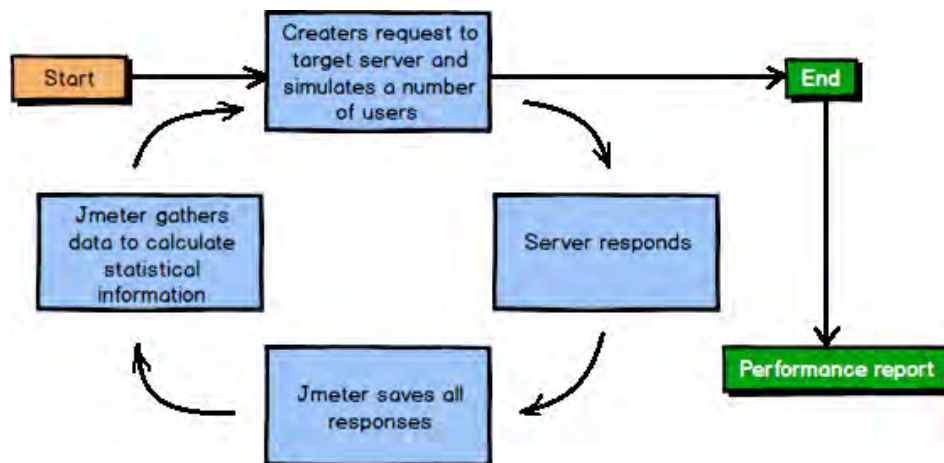 Creaters request to
target server and
simulates a number
of users
Start
End
Jmeter gathers
data to calculate
statistical
information
Server responds
Jmeter saves all
responses
Performance report